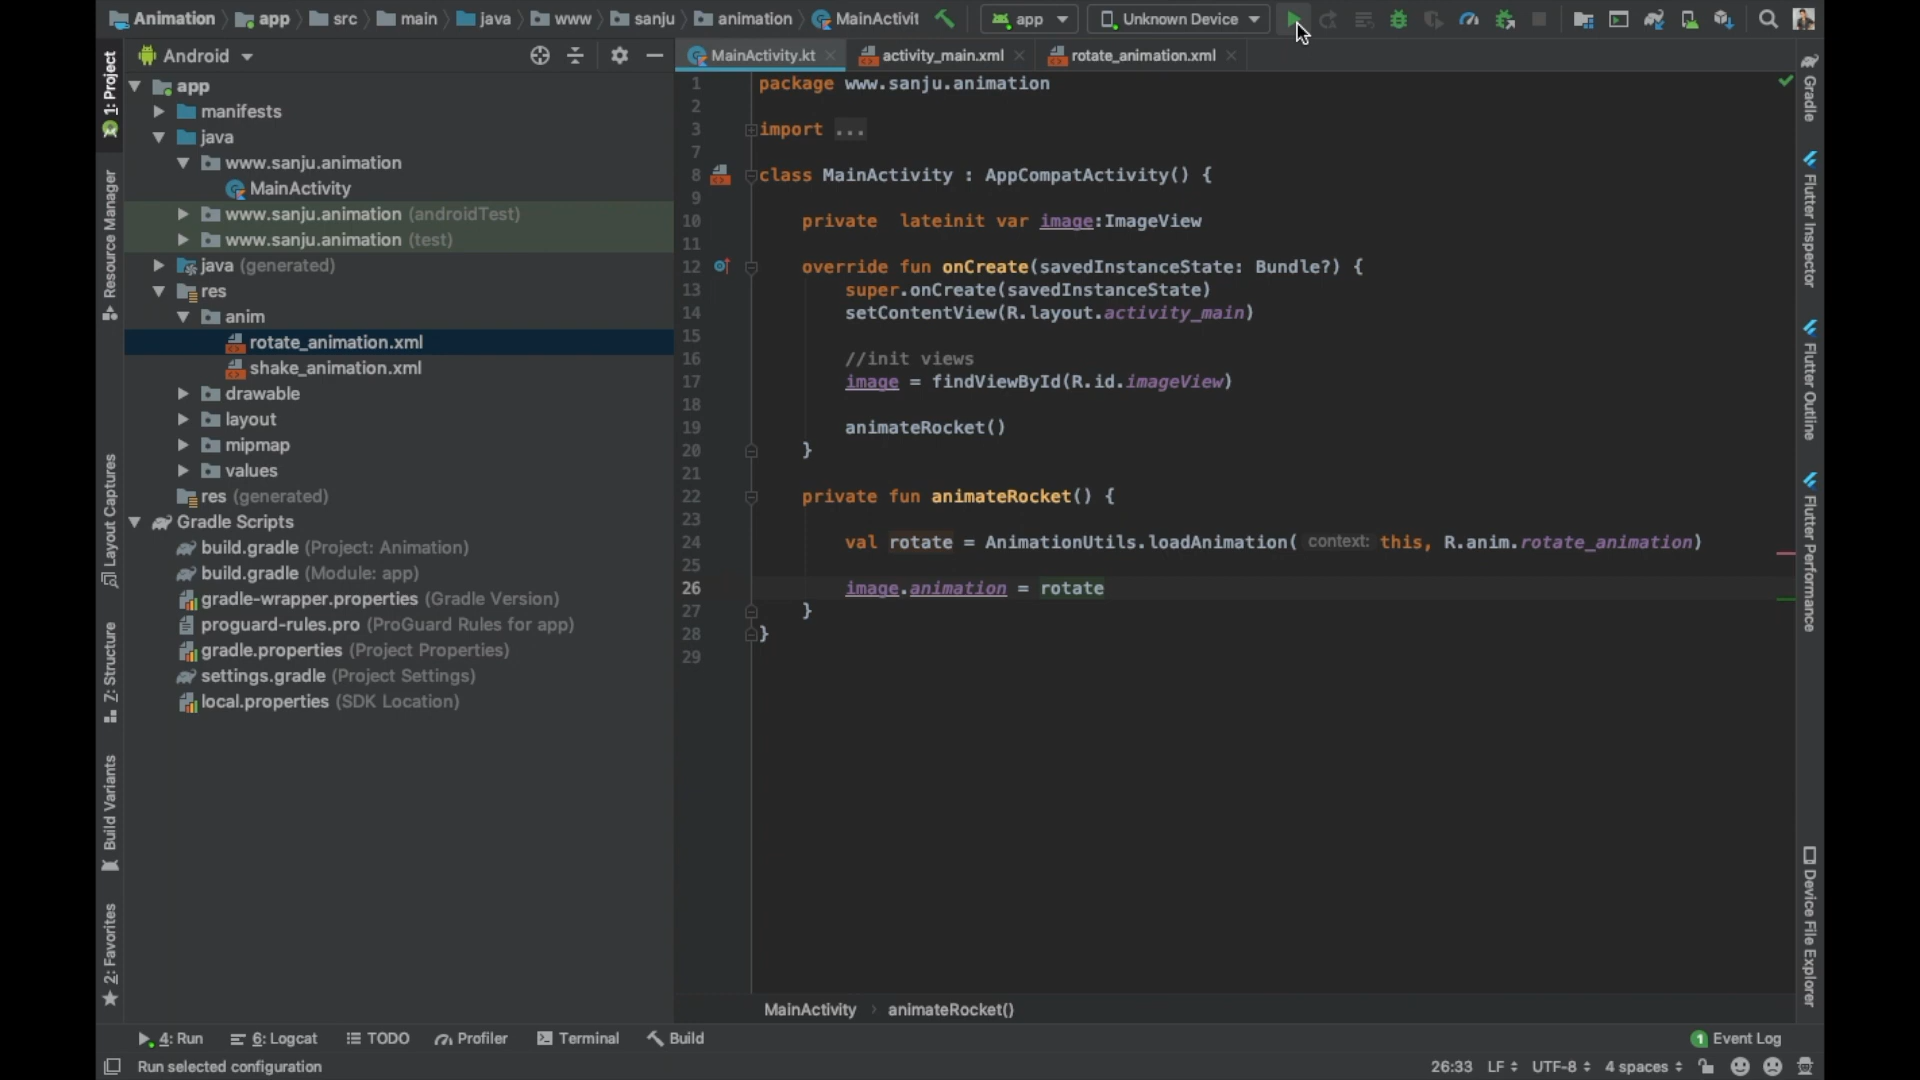 Animation app src main java www sanju animation MainActivit app Unknown Device
1: Project
Android
MainActivity.kt activity_main.xml rotate_animation.xml
app
manifests
java
www.sanju.animation
MainActivity
www.sanju.animation (androidTest)
www.sanju.animation (test)
java (generated)
res
anim
rotate_animation.xml
shake_animation.xml
drawable
layout
mipmap
values
res (generated)
Gradle Scripts
build.gradle (Project: Animation)
build.gradle (Module: app)
gradle-wrapper.properties (Gradle Version)
proguard-rules.pro (ProGuard Rules for app)
gradle.properties (Project Properties)
settings.gradle (Project Settings)
local.properties (SDK Location)
Resource Manager
Layout Captures
Z: Structure
Build Variants
2: Favorites
1 package www.sanju.animation
2
3 import ...
7
8 class MainActivity : AppCompatActivity() {
9
10 private lateinit var image:ImageView
11
12 override fun onCreate(savedInstanceState: Bundle?) {
13 super.onCreate(savedInstanceState)
14 setContentView(R.layout.activity_main)
15
16 //init views
17 image = findViewById(R.id.imageView)
18
19 animateRocket()
20 }
21
22 private fun animateRocket() {
23
24 val rotate = AnimationUtils.loadAnimation( context: this, R.anim.rotate_animation)
25
26 image.animation = rotate
27 }
28 }
29
Gradle
Flutter Inspector
Flutter Outline
Flutter Performance
Device File Explorer
MainActivity animateRocket()
4: Run 6: Logcat TODO Profiler Terminal Build 1 Event Log
Run selected configuration 26:33 LF UTF-8 4 spaces